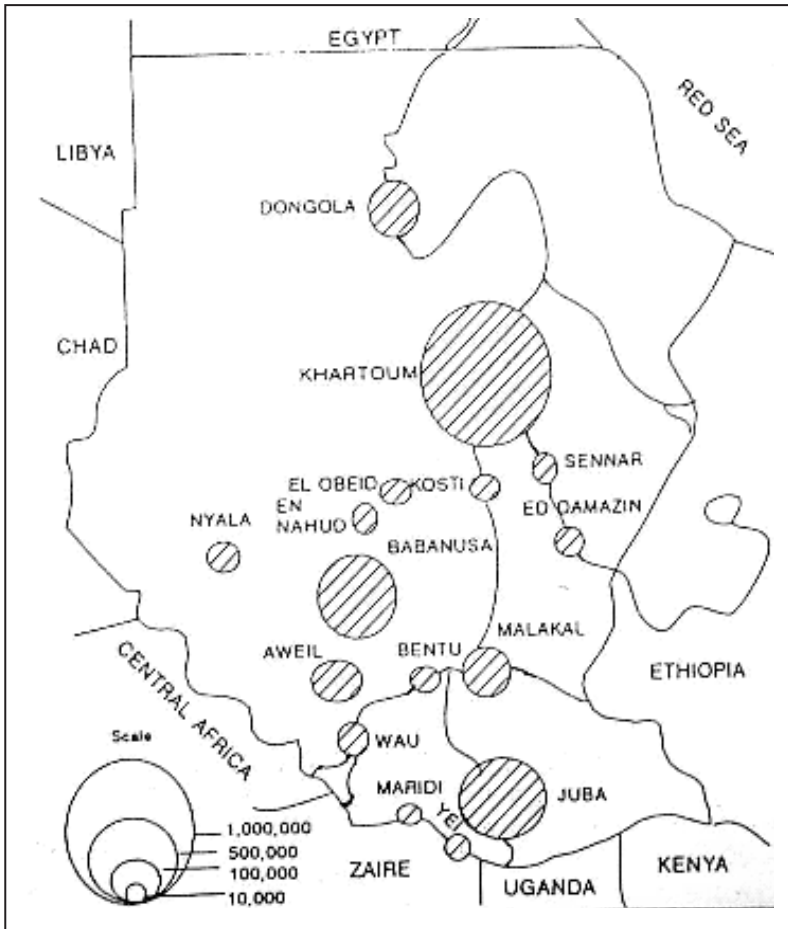 EGYPT
RED SEA
LIBYA
DONGOLA
CHAD
KHARTOUM
SENNAR
EL OBEID
KOSTI
EN
NAHUD
ED DAMAZIN
NYALA
BABANUSA
MALAKAL
AWEIL
BENTU
ETHIOPIA
CENTRAL AFRICA
WAU
Scale
MARIDI
YEI
JUBA
1,000,000
500,000
100,000
10,000
ZAIRE
UGANDA
KENYA